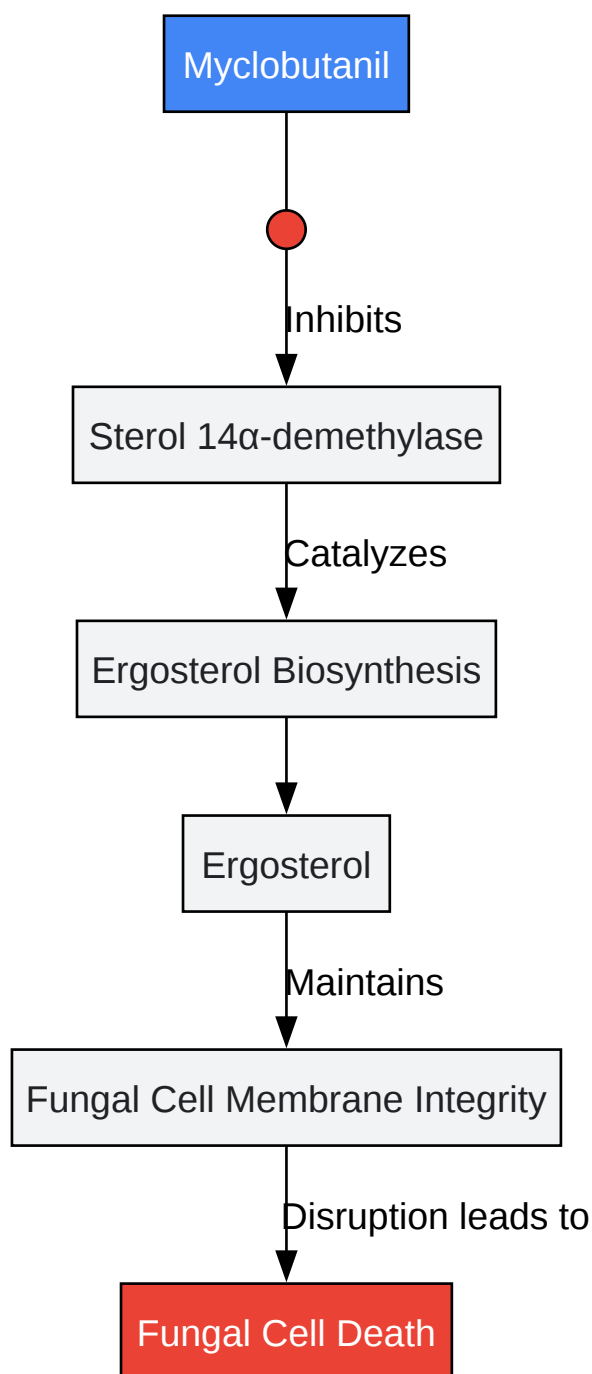 Myclobutanil
Inhibits
Sterol 14α-demethylase
Catalyzes
Ergosterol Biosynthesis
Ergosterol
Maintains
Fungal Cell Membrane Integrity
Disruption leads to
Fungal Cell Death